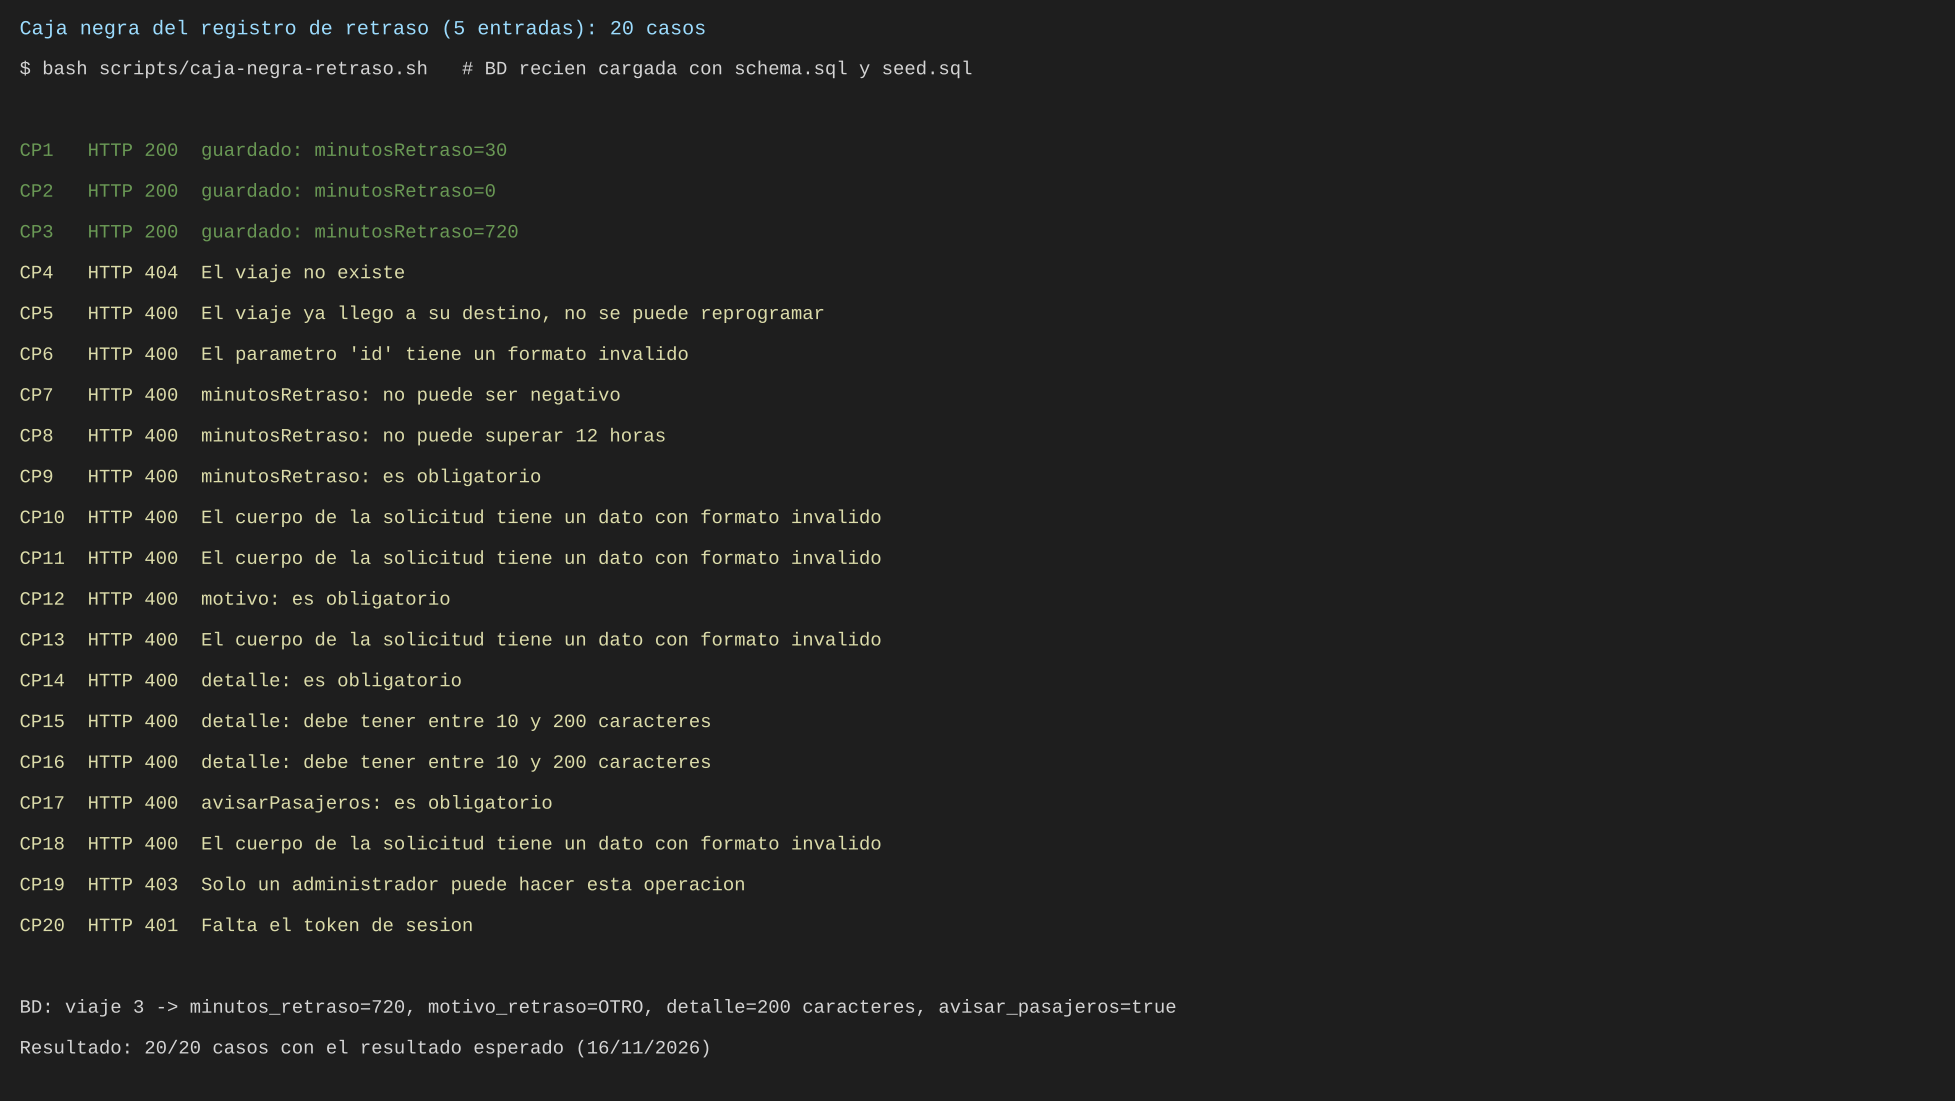 Caja negra del registro de retraso (5 entradas): 20 casos
$ bash scripts/caja-negra-retraso.sh   # BD recien cargada con schema.sql y seed.sql
CP1   HTTP 200  guardado: minutosRetraso=30
CP2   HTTP 200  guardado: minutosRetraso=0
CP3   HTTP 200  guardado: minutosRetraso=720
CP4   HTTP 404  El viaje no existe
CP5   HTTP 400  El viaje ya llego a su destino, no se puede reprogramar
CP6   HTTP 400  El parametro 'id' tiene un formato invalido
CP7   HTTP 400  minutosRetraso: no puede ser negativo
CP8   HTTP 400  minutosRetraso: no puede superar 12 horas
CP9   HTTP 400  minutosRetraso: es obligatorio
CP10  HTTP 400  El cuerpo de la solicitud tiene un dato con formato invalido
CP11  HTTP 400  El cuerpo de la solicitud tiene un dato con formato invalido
CP12  HTTP 400  motivo: es obligatorio
CP13  HTTP 400  El cuerpo de la solicitud tiene un dato con formato invalido
CP14  HTTP 400  detalle: es obligatorio
CP15  HTTP 400  detalle: debe tener entre 10 y 200 caracteres
CP16  HTTP 400  detalle: debe tener entre 10 y 200 caracteres
CP17  HTTP 400  avisarPasajeros: es obligatorio
CP18  HTTP 400  El cuerpo de la solicitud tiene un dato con formato invalido
CP19  HTTP 403  Solo un administrador puede hacer esta operacion
CP20  HTTP 401  Falta el token de sesion
BD: viaje 3 -> minutos_retraso=720, motivo_retraso=OTRO, detalle=200 caracteres, avisar_pasajeros=true
Resultado: 20/20 casos con el resultado esperado (16/11/2026)